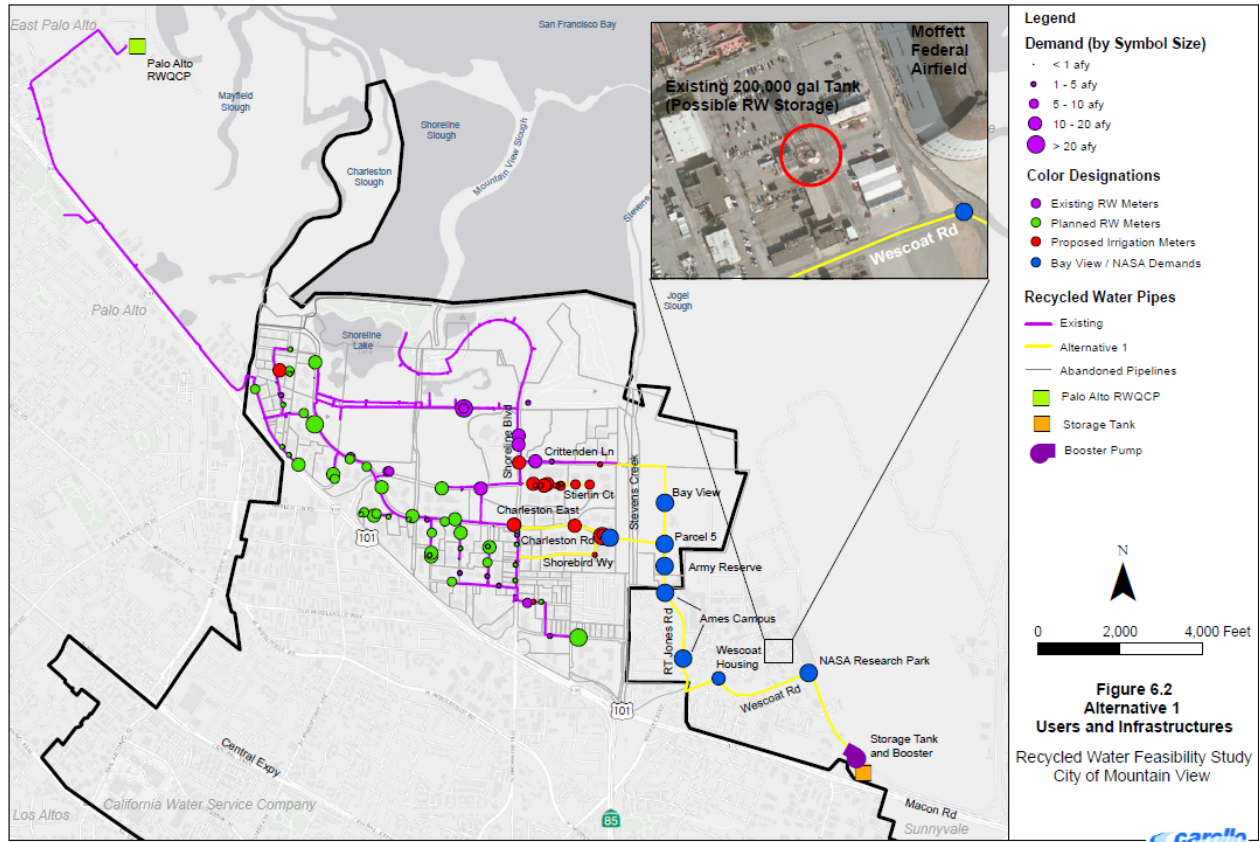 East Palo Alto
Palo Alto
RWQCP
Mayfield
Slough
San Francisco Bay
Shoreline
Slough
Charleston
Slough
Mountain View Slough
Moffett
Federal
Airfield
Existing 200,000 gal Tank
(Possible RW Storage)
Wescoat Rd
Palo Alto
Jogel
Slough
Shoreline
Lake
Shoreline Blvd
Crittenden Ln
Stierlin Ct
Stevens Creek
Bay View
Charleston East
Charleston Rd
Parcel 5
Shorebird Wy
Army Reserve
101
RT Jones Rd
Ames Campus
Wescoat
Housing
NASA Research Park
Wescoat Rd
101
Storage Tank
and Booster
Central Expy
California Water Service Company
Los Altos
85
Macon Rd
Sunnyvale
Legend
Demand (by Symbol Size)
< 1 afy
1 - 5 afy
5 - 10 afy
10 - 20 afy
> 20 afy
Color Designations
Existing RW Meters
Planned RW Meters
Proposed Irrigation Meters
Bay View / NASA Demands
Recycled Water Pipes
Existing
Alternative 1
Abandoned Pipelines
Palo Alto RWQCP
Storage Tank
Booster Pump
N
0 2,000 4,000 Feet
Figure 6.2
Alternative 1
Users and Infrastructures
Recycled Water Feasibility Study
City of Mountain View
carollo